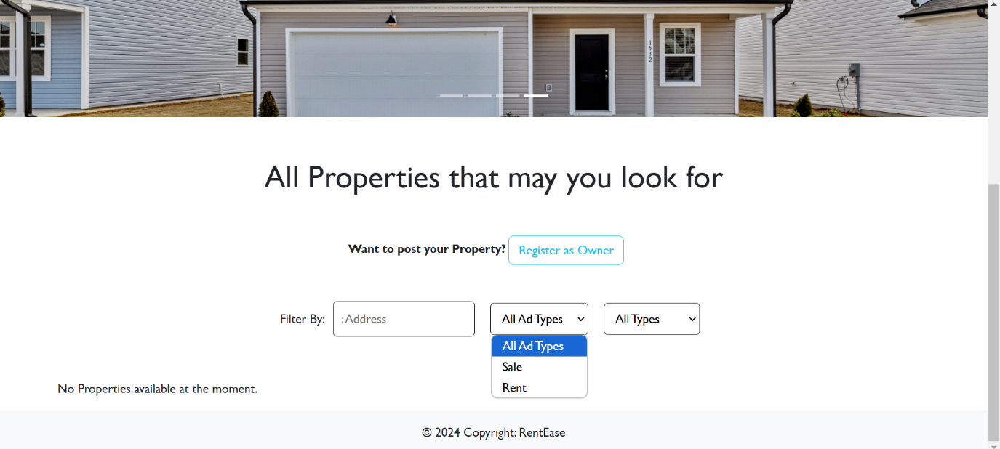 1532
All Properties that may you look for
Want to post your Property? Register as Owner
Filter By: :Address All Ad Types All Types
All Ad Types
Sale
Rent
No Properties available at the moment.
© 2024 Copyright: RentEase